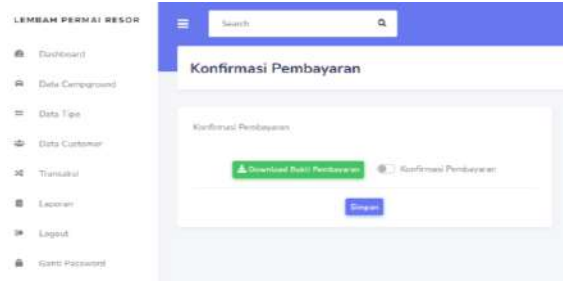 LEMBAH PERMAI RESOR
Search
Dashboard
Konfirmasi Pembayaran
Data Campground
Data Tipe
Konfirmasi Pembayaran
Data Customer
Download Bukti Pembayaran
Konfirmasi Pembayaran
Transaksi
Laporan
Simpan
Logout
Ganti Password